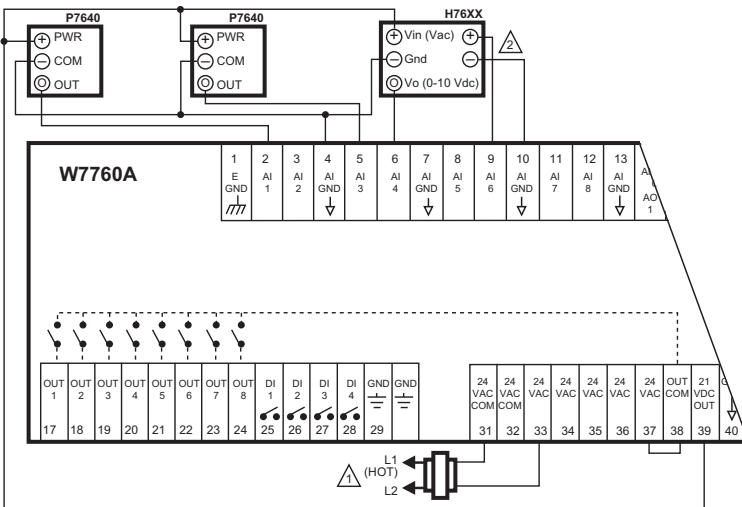 P7640
P7640
H76XX
+ PWR
− COM
OUT
+ PWR
− COM
OUT
+ Vin (Vac) +
− Gnd −
Vo (0-10 Vdc)
2
W7760A
1
E
GND
2
AI
1
3
AI
2
4
AI
GND
5
AI
3
6
AI
4
7
AI
GND
8
AI
5
9
AI
6
10
AI
GND
11
AI
7
12
AI
8
13
AI
GND
AO
1
OUT
1
17
OUT
2
18
OUT
3
19
OUT
4
20
OUT
5
21
OUT
6
22
OUT
7
23
OUT
8
24
DI
1
25
DI
2
26
DI
3
27
DI
4
28
GND
29
GND
24
VAC
COM
31
24
VAC
COM
32
24
VAC
33
24
VAC
34
24
VAC
35
24
VAC
36
24
VAC
37
OUT
COM
38
21
VDC
OUT
39
40
1
L1
(HOT)
L2